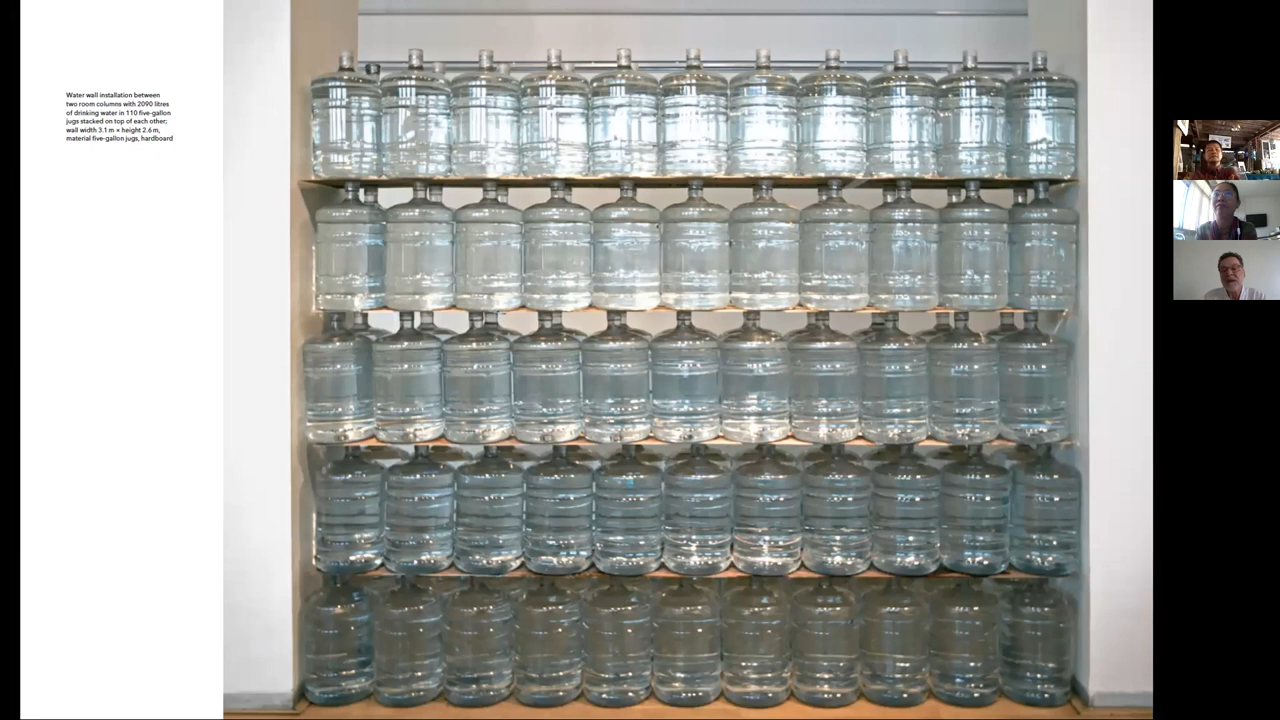 Water wall installation between
two room columns with 2090 litres
of drinking water in 110 five-gallon
jugs stacked on top of each other;
wall width 3.1 m × height 2.6 m,
material five-gallon jugs, hardboard